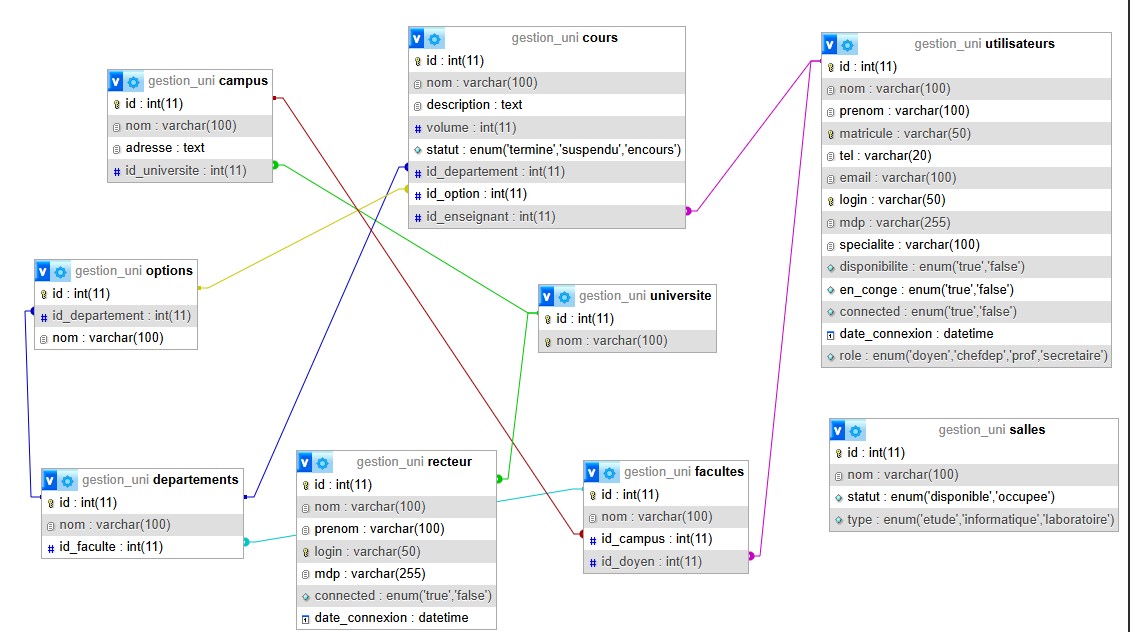 gestion_uni campus
id : int(11)
nom : varchar(100)
adresse : text
id_universite : int(11)
gestion_uni cours
id : int(11)
nom : varchar(100)
description : text
volume : int(11)
statut : enum('termine','suspendu','encours')
id_departement : int(11)
id_option : int(11)
id_enseignant : int(11)
gestion_uni utilisateurs
id : int(11)
nom : varchar(100)
prenom : varchar(100)
matricule : varchar(50)
tel : varchar(20)
email : varchar(100)
login : varchar(50)
mdp : varchar(255)
specialite : varchar(100)
disponibilite : enum('true','false')
en_conge : enum('true','false')
connected : enum('true','false')
date_connexion : datetime
role : enum('doyen','chefdep','prof','secretaire')
gestion_uni options
id : int(11)
id_departement : int(11)
nom : varchar(100)
gestion_uni universite
id : int(11)
nom : varchar(100)
gestion_uni departements
id : int(11)
nom : varchar(100)
id_faculte : int(11)
gestion_uni recteur
id : int(11)
nom : varchar(100)
prenom : varchar(100)
login : varchar(50)
mdp : varchar(255)
connected : enum('true','false')
date_connexion : datetime
gestion_uni facultes
id : int(11)
nom : varchar(100)
id_campus : int(11)
id_doyen : int(11)
gestion_uni salles
id : int(11)
nom : varchar(100)
statut : enum('disponible','occupee')
type : enum('etude','informatique','laboratoire')